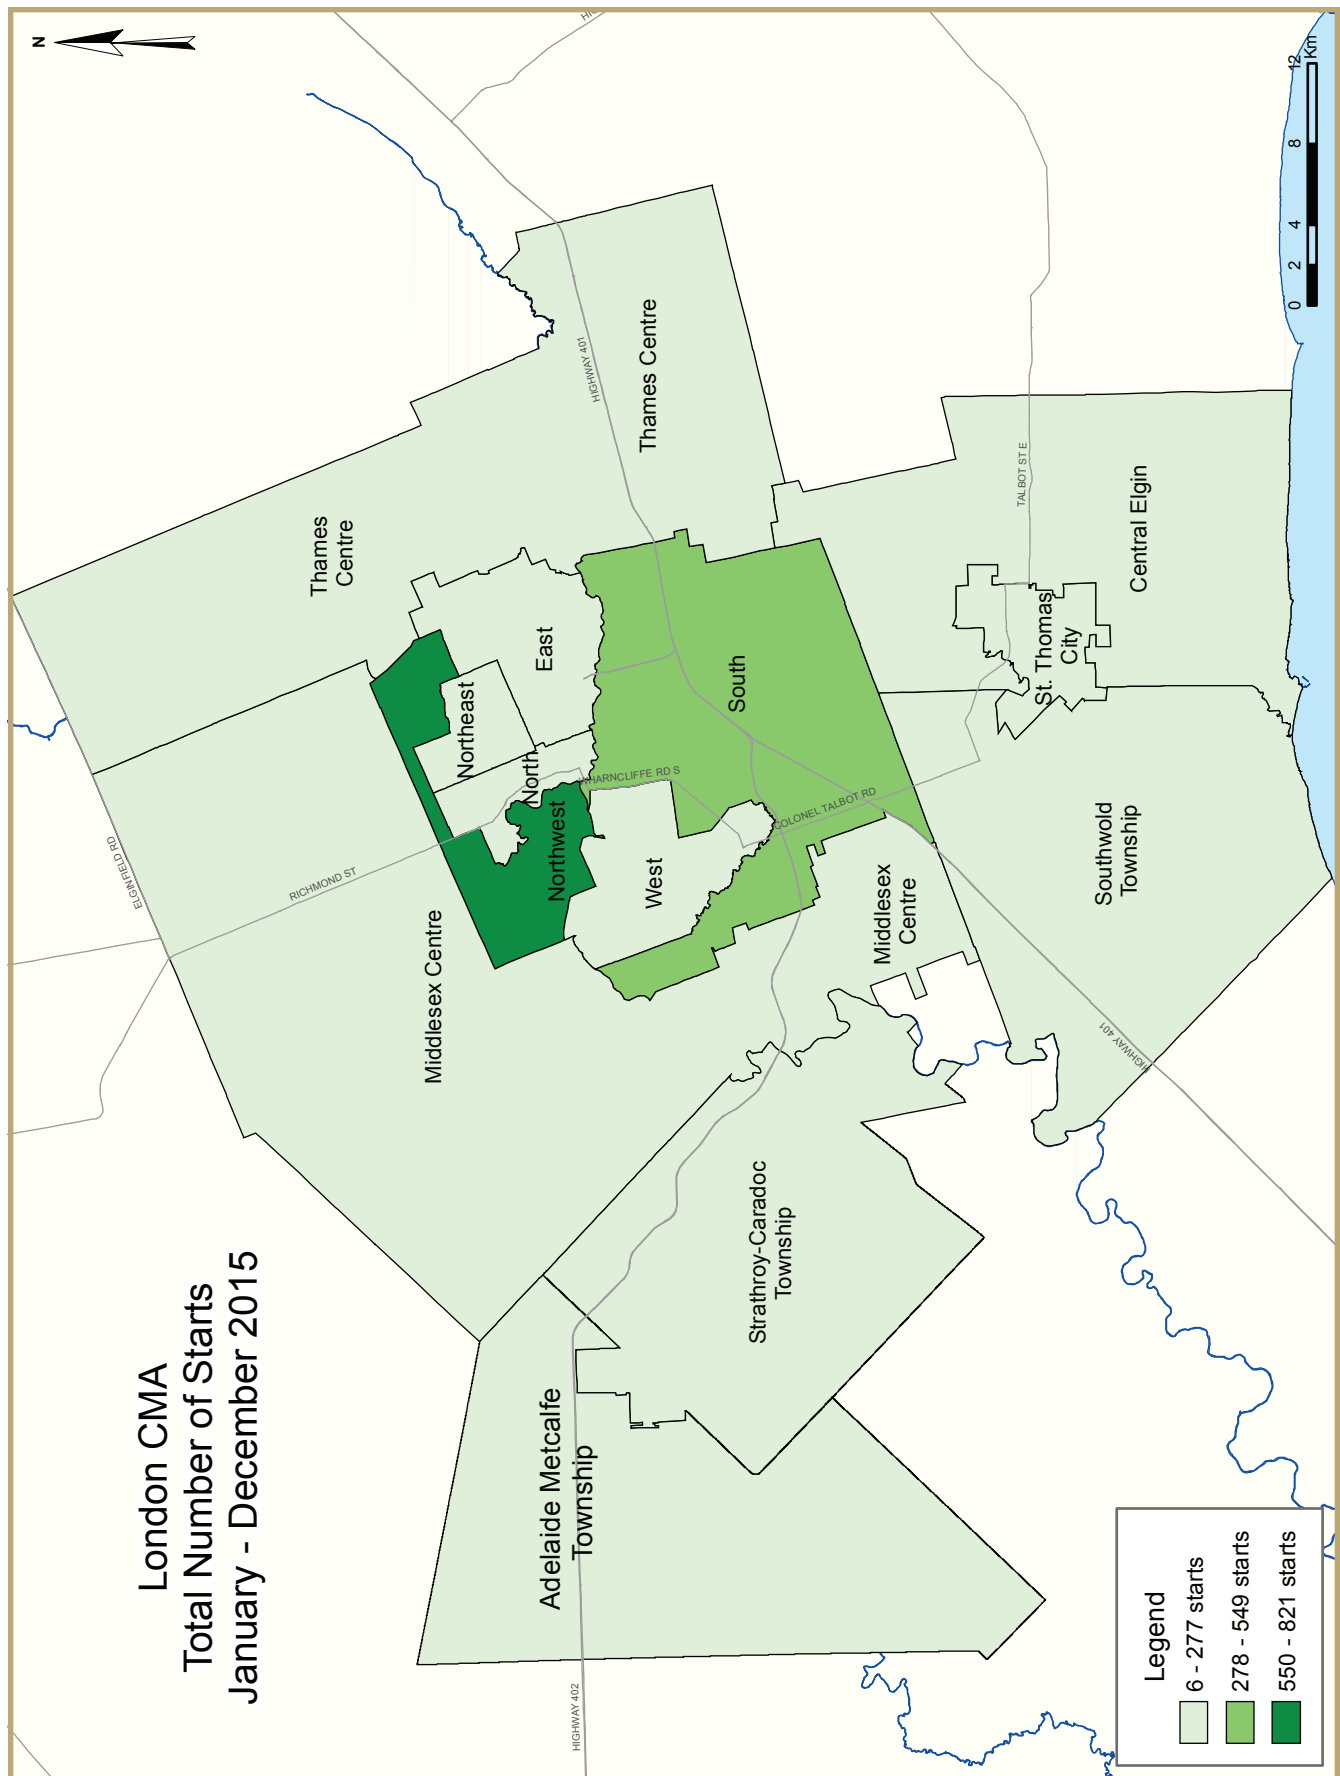 London CMA
Total Number of Starts
January - December 2015
N
ELGINFIELD RD
RICHMOND ST
Thames
Centre
Middlesex Centre
Northeast
North
Northwest
East
West
South
HIGHWAY 401
Thames Centre
WHARNCLIFFE RD S
COLONEL TALBOT RD
Middlesex
Centre
Adelaide Metcalfe
Township
HIGHWAY 402
Strathroy-Caradoc
Township
TALBOT ST E
St. Thomas
City
Central Elgin
Southwold
Township
HIGHWAY 401
Legend
6 - 277 starts
278 - 549 starts
550 - 821 starts
0 2 4 8 12
Km